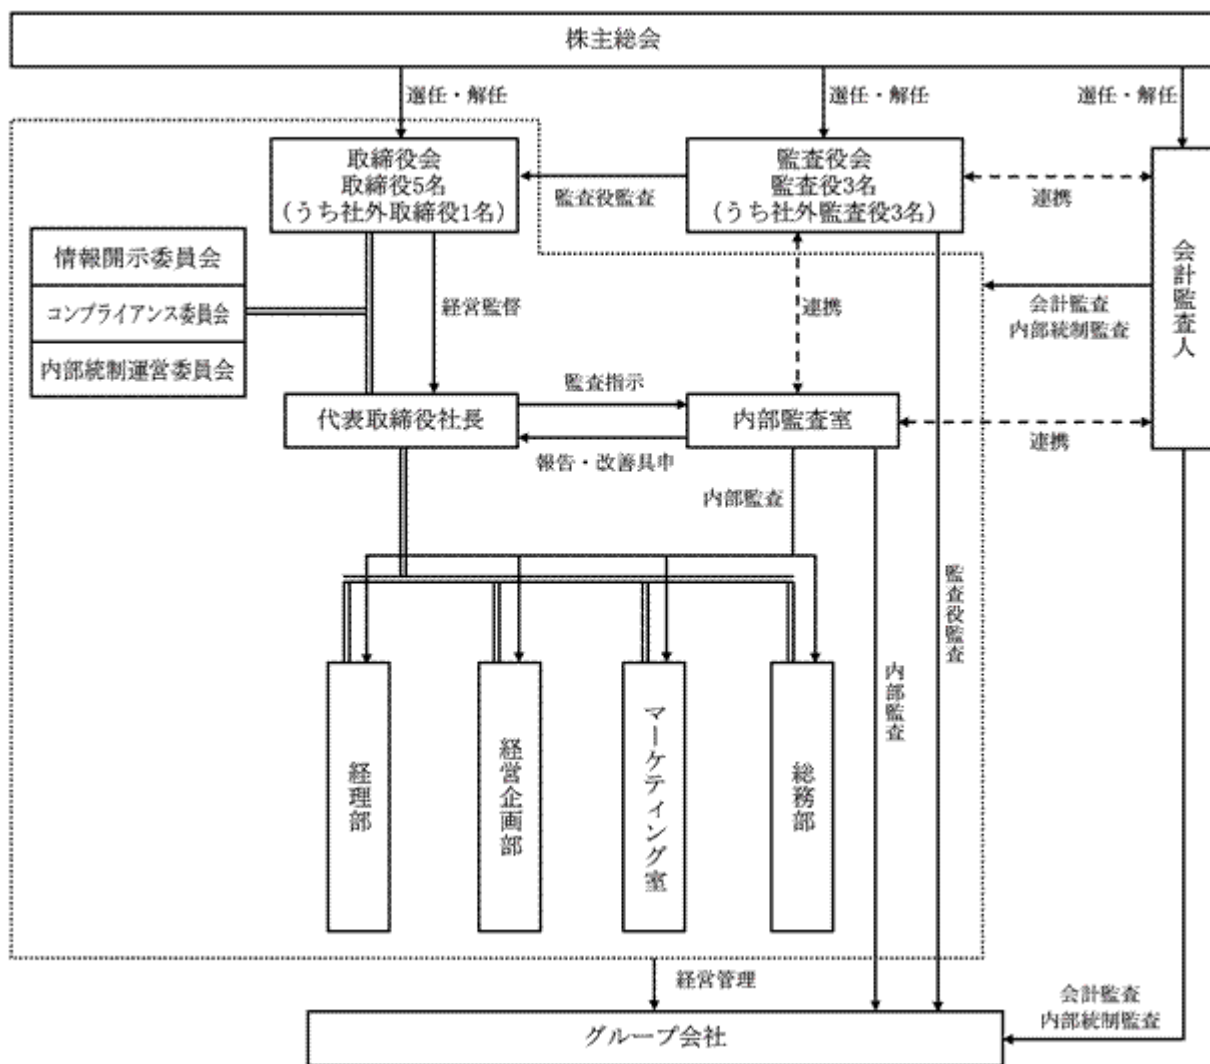 株主総会
選任・解任
選任・解任
選任・解任
取締役会
取締役5名
(うち社外取締役1名)
監査役監査
監査役会
監査役3名
(うち社外監査役3名)
連携
会計監査人
情報開示委員会
コンプライアンス委員会
内部統制運営委員会
経営監督
連携
会計監査
内部統制監査
代表取締役社長
監査指示
報告・改善具申
内部監査室
連携
内部監査
経理部
経営企画部
マーケティング室
総務部
内部監査
監査役監査
経営管理
会計監査
内部統制監査
グループ会社